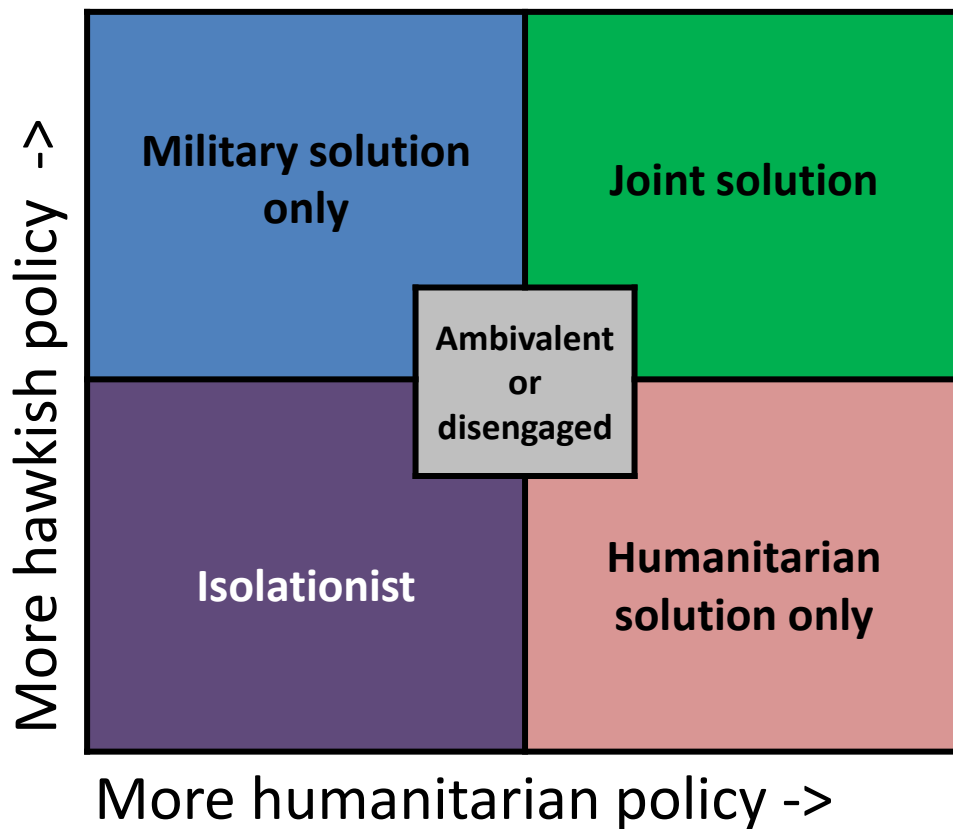 More hawkish policy ->
Military solution
only
Joint solution
Ambivalent
or
disengaged
Isolationist
Humanitarian
solution only
More humanitarian policy ->